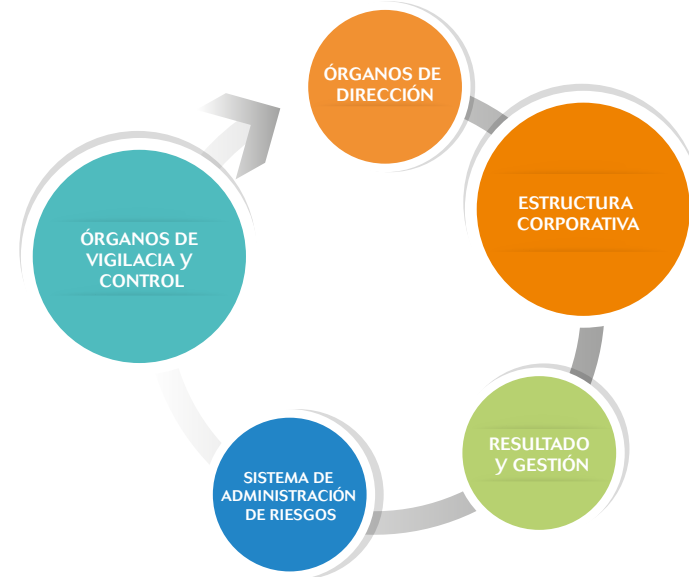 ÓRGANOS DE
DIRECCIÓN
ESTRUCTURA
CORPORATIVA
RESULTADO
y GESTIÓN
SISTEMA DE
ADMINISTRACIÓN
DE RIESGOS
ÓRGANOS DE
VIGILACIA y
CONTROL